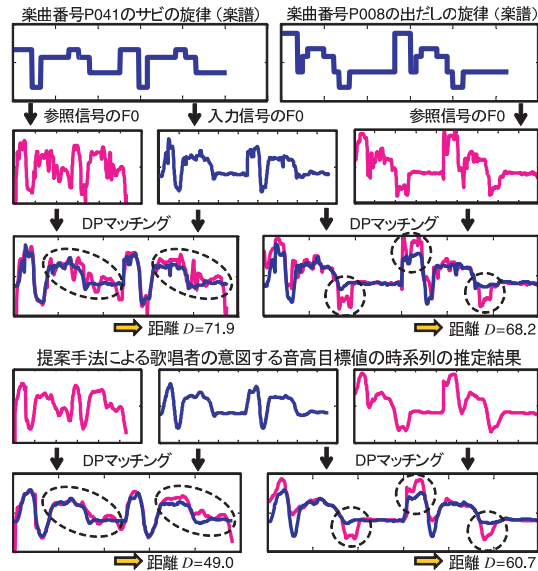 楽曲番号P041のサビの旋律（楽譜）
楽曲番号P008の出だしの旋律（楽譜）
参照信号のF0
入力信号のF0
参照信号のF0
DPマッチング
DPマッチング
距離 D=71.9
距離 D=68.2
提案手法による歌唱者の意図する音高目標値の時系列の推定結果
DPマッチング
DPマッチング
距離 D=49.0
距離 D=60.7